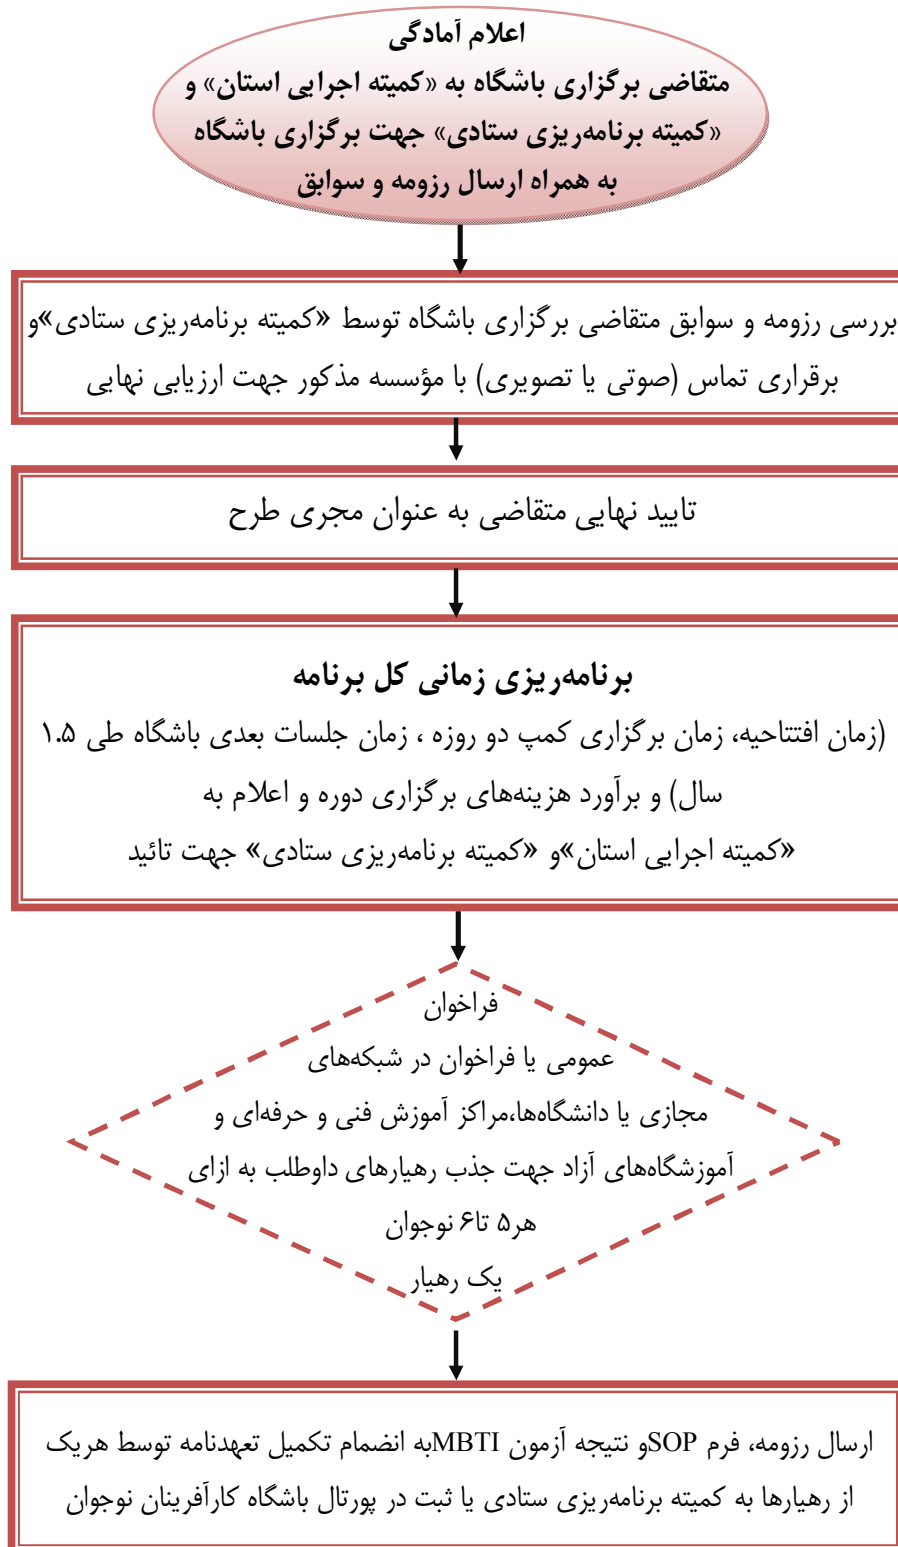 اعلام آمادگی
متقاضی برگزاری باشگاه به «کمیته اجرایی استان» و
«کمیته برنامه‌ریزی ستادی» جهت برگزاری باشگاه
به همراه ارسال رزومه و سوابق
بررسی رزومه و سوابق متقاضی برگزاری باشگاه توسط «کمیته برنامه‌ریزی ستادی»و
برقراری تماس (صوتی یا تصویری) با مؤسسه مذکور جهت ارزیابی نهایی
تایید نهایی متقاضی به عنوان مجری طرح
برنامه‌ریزی زمانی کل برنامه
(زمان افتتاحیه، زمان برگزاری کمپ دو روزه ، زمان جلسات بعدی باشگاه طی ۱.۵
سال) و برآورد هزینه‌های برگزاری دوره و اعلام به
«کمیته اجرایی استان»و «کمیته برنامه‌ریزی ستادی» جهت تائید
فراخوان
عمومی یا فراخوان در شبکه‌های
مجازی یا دانشگاه‌ها،مراکز آموزش فنی و حرفه‌ای و
آموزشگاه‌های آزاد جهت جذب رهیارهای داوطلب به ازای
هر۵ تا۶ نوجوان
یک رهیار
ارسال رزومه، فرم SOPو نتیجه آزمون MBTIبه انضمام تکمیل تعهدنامه توسط هریک
از رهیارها به کمیته برنامه‌ریزی ستادی یا ثبت در پورتال باشگاه کارآفرینان نوجوان